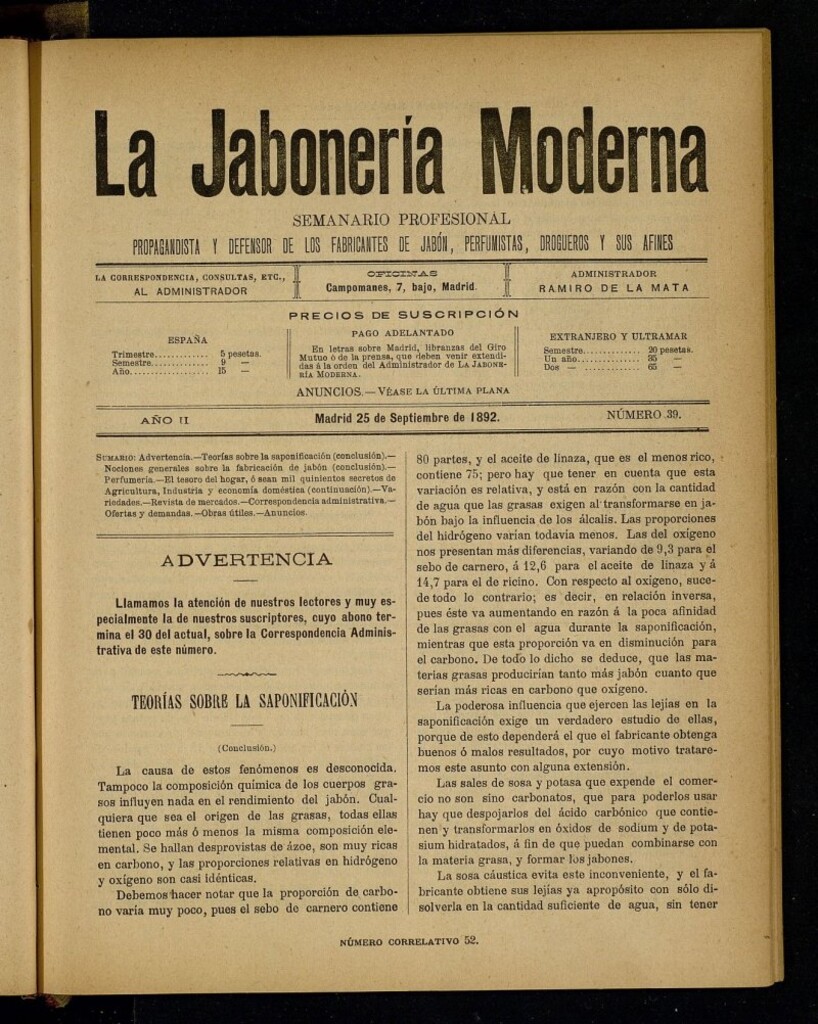 La Jabonería Moderna
SEMANARIO PROFESIONAL
PROPAGANDISTA Y DEFENSOR DE LOS FABRICANTES DE JABÓN, PERFUMISTAS, DROGUEROS Y SUS AFINES
LA CORRESPONDENCIA, CONSULTAS, ETC.,
AL ADMINISTRADOR
OFICINAS
Campomanes, 7, bajo, Madrid.
ADMINISTRADOR
RAMIRO DE LA MATA
PRECIOS DE SUSCRIPCIÓN
ESPAÑA
Trimestre............ 5 pesetas.
Semestre............. 9 —
Año.................. 15 —
PAGO ADELANTADO
En letras sobre Madrid, libranzas del Giro
Mutuo ó de la prensa, que deben venir extendi-
das á la orden del Administrador de LA JABONE-
RÍA MODERNA.
EXTRANJERO Y ULTRAMAR
Semestre.............. 20 pesetas.
Un año............... 35 —
Dos — ............... 65 —
ANUNCIOS.—VÉASE LA ÚLTIMA PLANA
AÑO II
Madrid 25 de Septiembre de 1892.
NÚMERO 39.
SUMARIO: Advertencia.—Teorías sobre la saponificación (conclusión).—
Nociones generales sobre la fabricación de jabón (conclusión).—
Perfumería.—El tesoro del hogar, ó sean mil quinientos secretos de
Agricultura, Industria y economía doméstica (continuación).—Va-
riedades.—Revista de mercados.—Correspondencia administrativa.—
Ofertas y demandas.—Obras útiles.—Anuncios.
ADVERTENCIA
Llamamos la atención de nuestros lectores y muy es-
pecialmente la de nuestros suscriptores, cuyo abono ter-
mina el 30 del actual, sobre la Correspondencia Adminis-
trativa de este número.
TEORÍAS SOBRE LA SAPONIFICACIÓN
(Conclusión.)
La causa de estos fenómenos es desconocida.
Tampoco la composición química de los cuerpos gra-
sos influyen nada en el rendimiento del jabón. Cual-
quiera que sea el origen de las grasas, todas ellas
tienen poco más ó menos la misma composición ele-
mental. Se hallan desprovistas de ázoe, son muy ricas
en carbono, y las proporciones relativas en hidrógeno
y oxígeno son casi idénticas.
Debemos hacer notar que la proporción de carbo-
no varía muy poco, pues el sebo de carnero contiene
80 partes, y el aceite de linaza, que es el menos rico,
contiene 75; pero hay que tener en cuenta que esta
variación es relativa, y está en razón con la cantidad
de agua que las grasas exigen al transformarse en ja-
bón bajo la influencia de los álcalis. Las proporciones
del hidrógeno varían todavía menos. Las del oxígeno
nos presentan más diferencias, variando de 9,3 para el
sebo de carnero, á 12,6 para el aceite de linaza y á
14,7 para el de ricino. Con respecto al oxígeno, suce-
de todo lo contrario; es decir, en relación inversa,
pues éste va aumentando en razón á la poca afinidad
de las grasas con el agua durante la saponificación,
mientras que esta proporción va en disminución para
el carbono. De todo lo dicho se deduce, que las ma-
terias grasas producirían tanto más jabón cuanto que
serían más ricas en carbono que oxígeno.
La poderosa influencia que ejercen las lejías en la
saponificación exige un verdadero estudio de ellas,
porque de esto dependerá el que el fabricante obtenga
buenos ó malos resultados, por cuyo motivo tratare-
mos este asunto con alguna extensión.
Las sales de sosa y potasa que expende el comer-
cio no son sino carbonatos, que para poderlos usar
hay que despojarlos del ácido carbónico que contie-
nen y transformarlos en óxidos de sodium y de pota-
sium hidratados, á fin de que puedan combinarse con
la materia grasa, y formar los jabones.
La sosa cáustica evita este inconveniente, y el fa-
bricante obtiene sus lejías ya apropósito con sólo di-
solverla en la cantidad suficiente de agua, sin tener
NÚMERO CORRELATIVO 52.